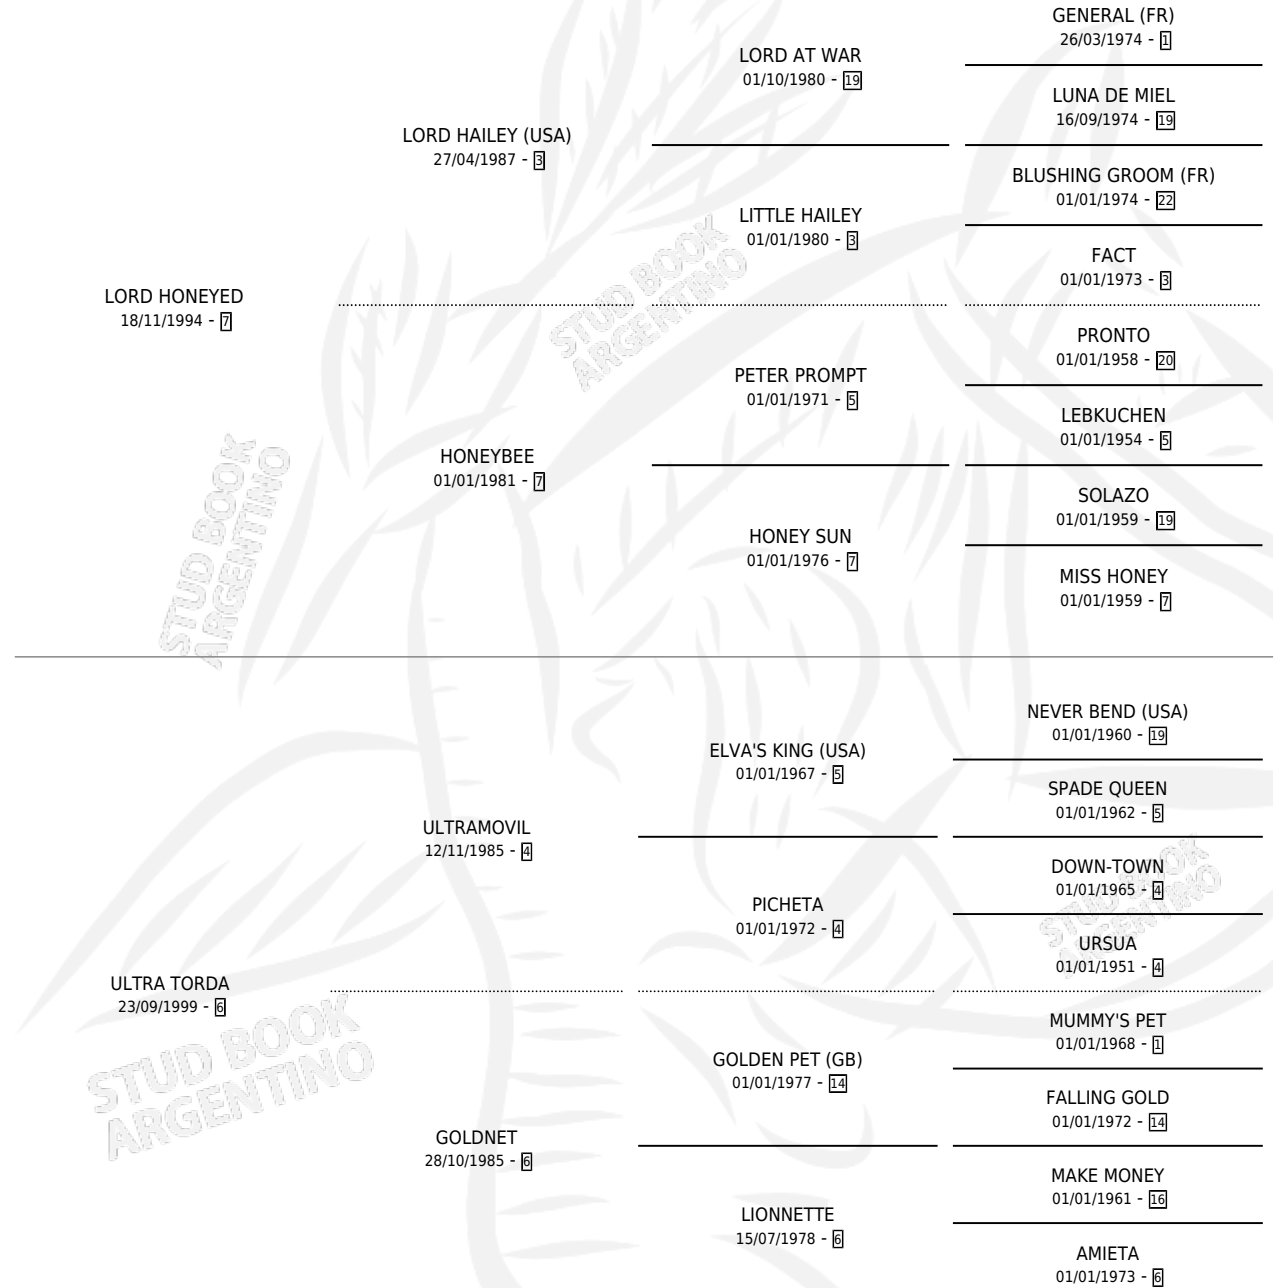 GENERAL (FR)
26/03/1974 - 1
LORD AT WAR
01/10/1980 - 19
LUNA DE MIEL
16/09/1974 - 19
LORD HAILEY (USA)
27/04/1987 - 3
BLUSHING GROOM (FR)
01/01/1974 - 22
LITTLE HAILEY
01/01/1980 - 3
FACT
01/01/1973 - 3
LORD HONEYED
18/11/1994 - 7
PRONTO
01/01/1958 - 20
PETER PROMPT
01/01/1971 - 5
LEBKUCHEN
01/01/1954 - 5
HONEYBEE
01/01/1981 - 7
SOLAZO
01/01/1959 - 19
HONEY SUN
01/01/1976 - 7
MISS HONEY
01/01/1959 - 7
STUD BOOK
ARGENTINO
STUD BOOK
ARGENTINO
NEVER BEND (USA)
01/01/1960 - 19
ELVA'S KING (USA)
01/01/1967 - 5
SPADE QUEEN
01/01/1962 - 5
ULTRAMOVIL
12/11/1985 - 4
DOWN-TOWN
01/01/1965 - 4
PICHETA
01/01/1972 - 4
URSUA
01/01/1951 - 4
ULTRA TORDA
23/09/1999 - 6
MUMMY'S PET
01/01/1968 - 1
GOLDEN PET (GB)
01/01/1977 - 14
FALLING GOLD
01/01/1972 - 14
GOLDNET
28/10/1985 - 6
MAKE MONEY
01/01/1961 - 16
LIONNETTE
15/07/1978 - 6
AMIETA
01/01/1973 - 6
STUD BOOK
ARGENTINO
STUD BOOK
ARGENTINO